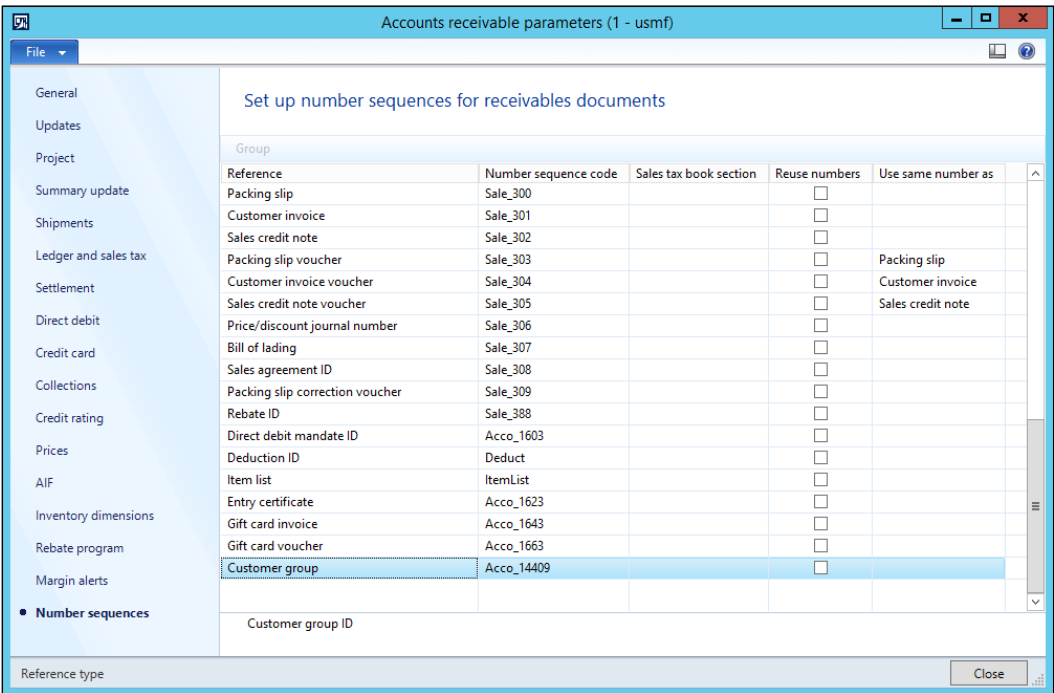 Accounts receivable parameters (1 - usmf)
File
General
Updates
Project
Summary update
Shipments
Ledger and sales tax
Settlement
Direct debit
Credit card
Collections
Credit rating
Prices
AIF
Inventory dimensions
Rebate program
Margin alerts
Number sequences
Set up number sequences for receivables documents
Group
Reference Number sequence code Sales tax book section Reuse numbers Use same number as
Packing slip Sale_300
Customer invoice Sale_301
Sales credit note Sale_302
Packing slip voucher Sale_303 Packing slip
Customer invoice voucher Sale_304 Customer invoice
Sales credit note voucher Sale_305 Sales credit note
Price/discount journal number Sale_306
Bill of lading Sale_307
Sales agreement ID Sale_308
Packing slip correction voucher Sale_309
Rebate ID Sale_388
Direct debit mandate ID Acco_1603
Deduction ID Deduct
Item list ItemList
Entry certificate Acco_1623
Gift card invoice Acco_1643
Gift card voucher Acco_1663
Customer group Acco_14409
Customer group ID
Reference type
Close